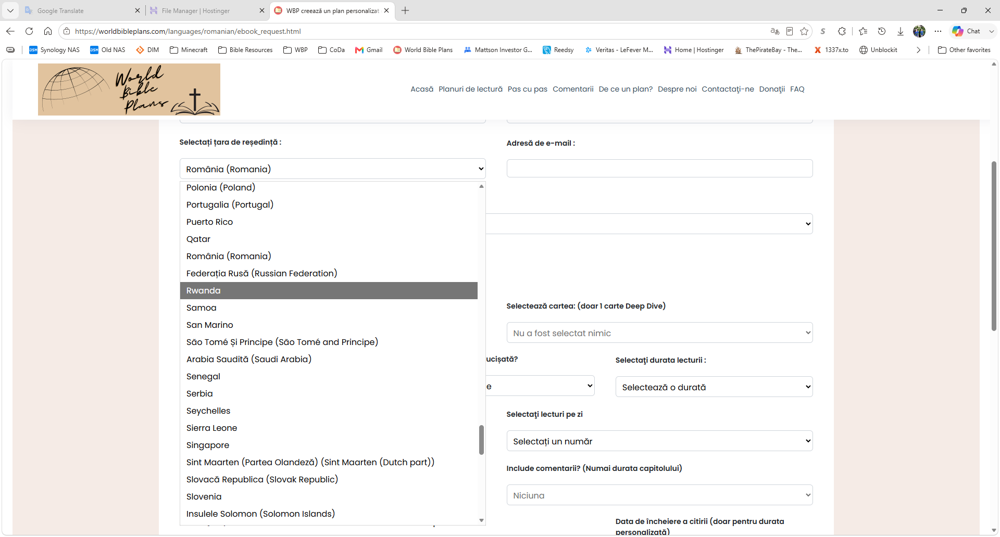 Google Translate
File Manager | Hostinger
WBP creează un plan personalizat
https://worldbibleplans.com/languages/romanian/ebook_request.html
Chat
Synology NAS
Old NAS
DIM
Minecraft
Bible Resources
WBP
CoDa
Gmail
World Bible Plans
Mattson Investor G...
Reedsy
Veritas - LeFever M...
Home | Hostinger
ThePirateBay - The...
1337x.to
Unblockit
Other favorites
World
Bible
Plans
Acasă
Planuri de lectură
Pas cu pas
Comentarii
De ce un plan?
Despre noi
Contactaţi-ne
Donaţii
FAQ
Selectați țara de reședință :
Adresă de e-mail :
România (Romania)
Polonia (Poland)
Portugalia (Portugal)
Puerto Rico
Qatar
România (Romania)
Federația Rusă (Russian Federation)
Rwanda
Samoa
San Marino
São Tomé Și Principe (São Tomé and Principe)
Arabia Saudită (Saudi Arabia)
Senegal
Serbia
Seychelles
Sierra Leone
Singapore
Sint Maarten (Partea Olandeză) (Sint Maarten (Dutch part))
Slovacă Republica (Slovak Republic)
Slovenia
Insulele Solomon (Solomon Islands)
Selectează cartea: (doar 1 carte Deep Dive)
Nu a fost selectat nimic
ucișată?
e
Selectaţi durata lecturii :
Selectează o durată
Selectaţi lecturi pe zi
Selectați un număr
Include comentarii? (Numai durata capitolului)
Niciuna
Data de încheiere a citirii (doar pentru durata
personalizată)